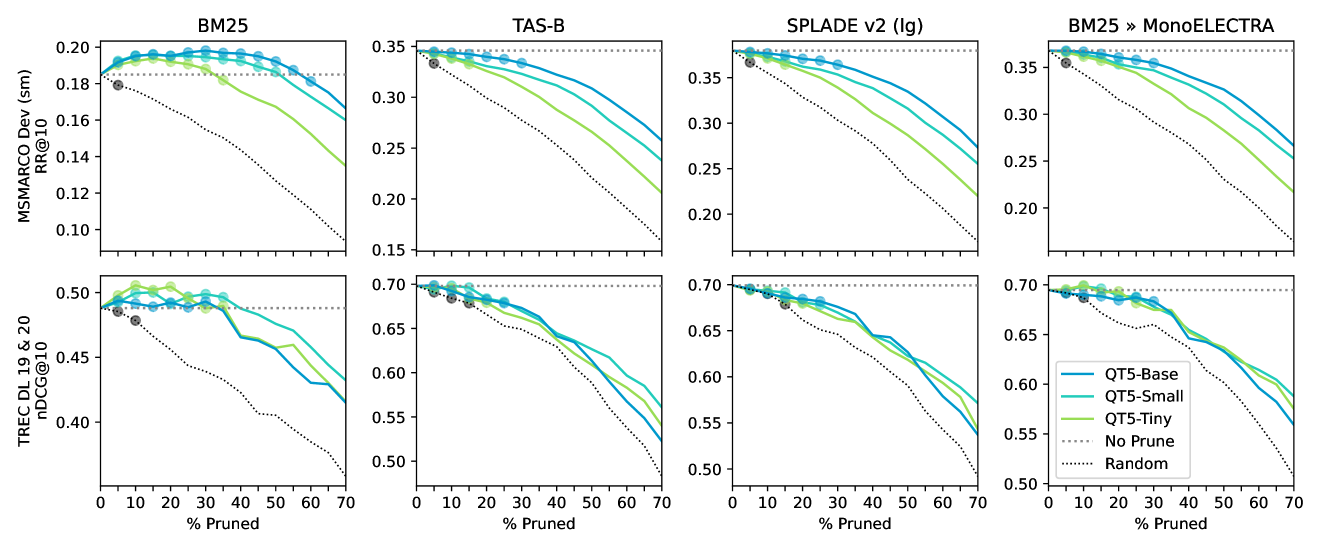 BM25
TAS-B
SPLADE v2 (lg)
BM25 » MonoELECTRA
MSMARCO Dev (sm)
RR@10
0.20
0.18
0.16
0.14
0.12
0.10
0.35
0.30
0.25
0.20
0.15
0.35
0.30
0.25
0.20
0.35
0.30
0.25
0.20
TREC DL 19 & 20
nDCG@10
0.50
0.45
0.40
0.70
0.65
0.60
0.55
0.50
0.70
0.65
0.60
0.55
0.50
0.70
0.65
0.60
0.55
0.50
QT5-Base
QT5-Small
QT5-Tiny
No Prune
Random
0 10 20 30 40 50 60 70
0 10 20 30 40 50 60 70
0 10 20 30 40 50 60 70
0 10 20 30 40 50 60 70
% Pruned
% Pruned
% Pruned
% Pruned